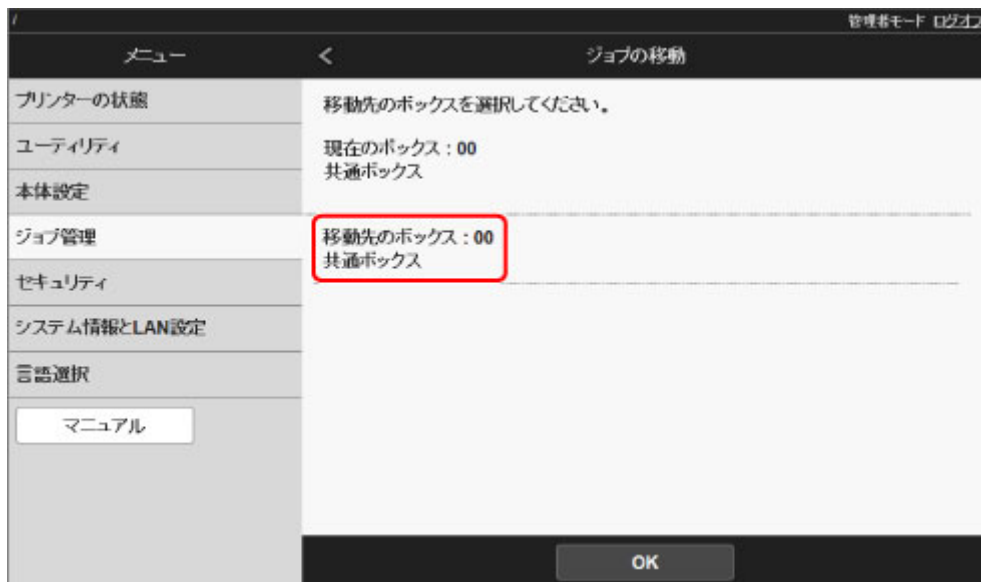 /
管理者モード ログオフ
メニュー
<
ジョブの移動
プリンターの状態
ユーティリティ
本体設定
ジョブ管理
セキュリティ
システム情報とLAN設定
言語選択
マニュアル
移動先のボックスを選択してください。
現在のボックス : 00
共通ボックス
移動先のボックス : 00
共通ボックス
OK